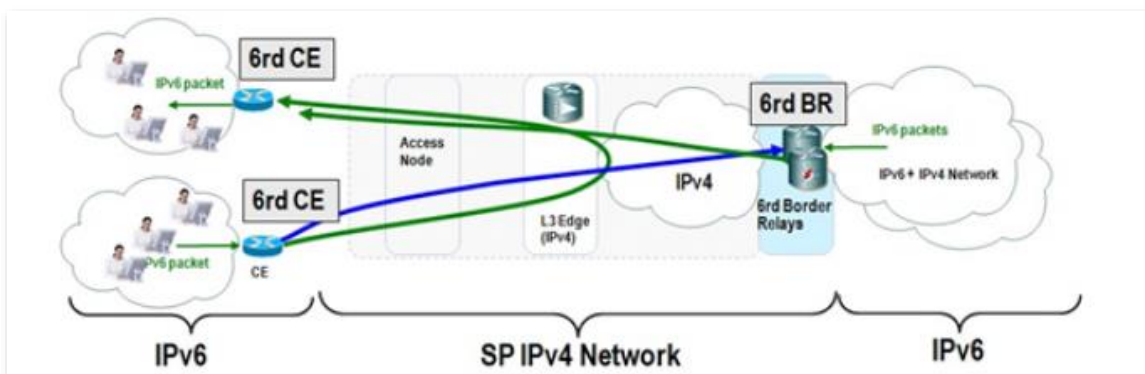 6rd CE
IPv6 packet
6rd BR
IPv6 packets
Access
Node
IPv4
IPv6 + IPv4 Network
6rd CE
L3 Edge
(IPv4)
6rd Border
Relays
Pv6 packet
CE
IPv6
SP IPv4 Network
IPv6